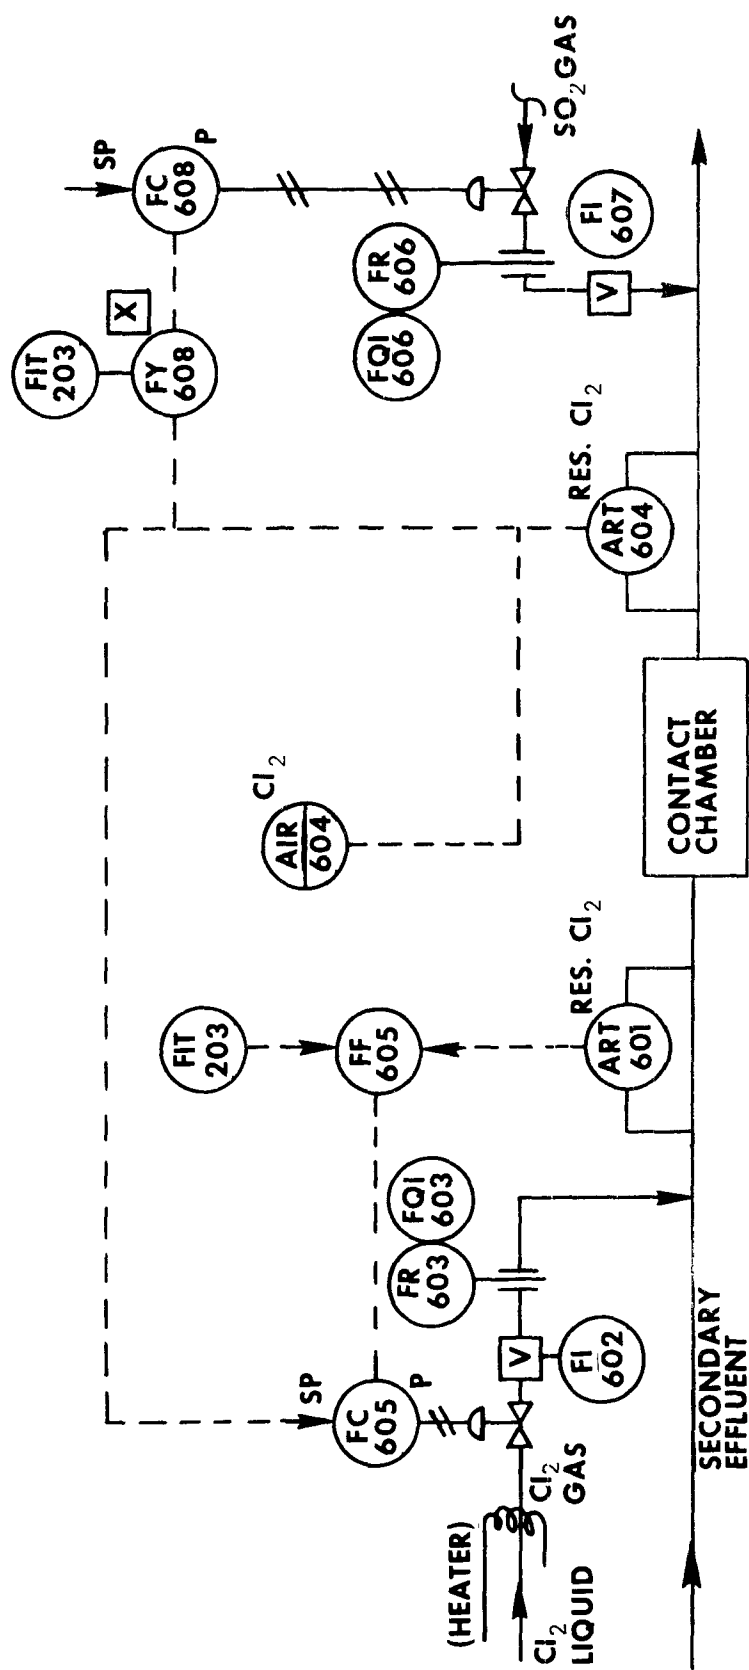 (HEATER)
Cl2
LIQUID
Cl2
GAS
SP
FC
605
P
V
FI
602
FR
603
FQI
603
SECONDARY
EFFLUENT
FIT
203
FF
605
ART
601
RES. Cl2
AIR
604
Cl2
CONTACT
CHAMBER
ART
604
RES. Cl2
FIT
203
FY
608
X
FC
608
SP
P
FQI
606
FR
606
V
FI
607
SO2 GAS